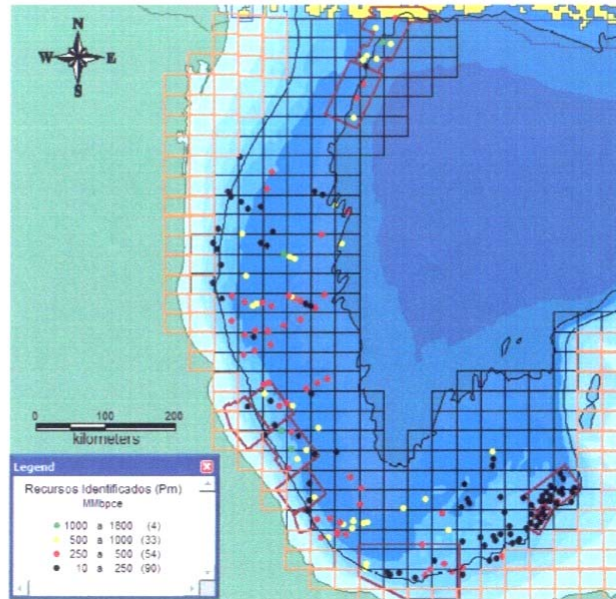 N
W E
S
0 100 200
kilometers
Legend
Recursos Identificados (Pm)
MMbpce
1000 a 1800 (4)
500 a 1000 (33)
250 a 500 (54)
10 a 250 (90)